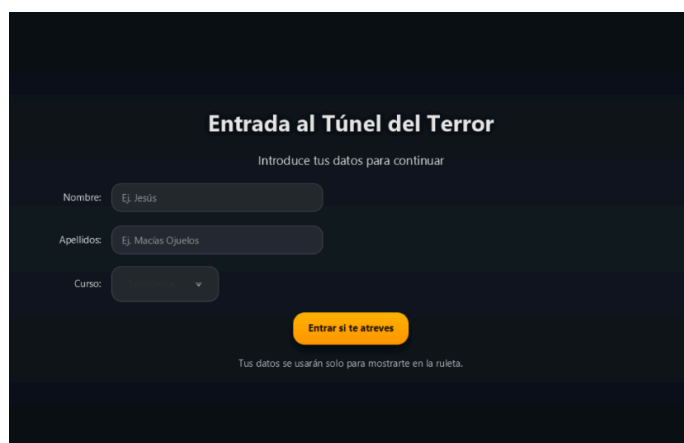 Entrada al Túnel del Terror
Introduce tus datos para continuar
Nombre: Ej. Jesús
Apellidos: Ej. Macías Ojuelos
Curso:
Entrar si te atreves
Tus datos se usarán solo para mostrarte en la ruleta.